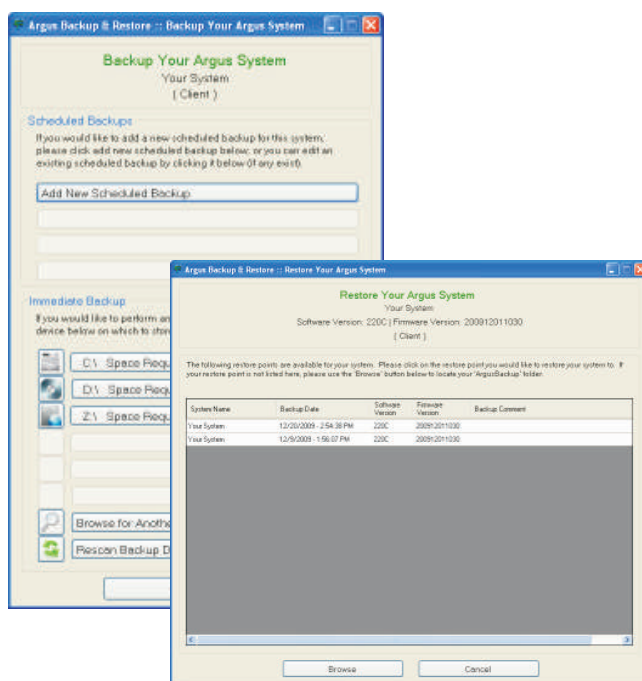 Argus Backup & Restore :: Backup Your Argus System
Backup Your Argus System
Your System
( Client )
Scheduled Backups
If you would like to add a new scheduled backup for this system,
please click add new scheduled backup below, or you can edit an
existing scheduled backup by clicking it below (if any exist).
Add New Scheduled Backup
Immediate Backup
If you would like to perform an
device below on which to stor
C:\ Space Requ
D:\ Space Requ
Z:\ Space Requ
Browse for Anothe
Rescan Backup D
Argus Backup & Restore :: Restore Your Argus System
Restore Your Argus System
Your System
Software Version: 220C | Firmware Version: 200912011030
( Client )
The following restore points are available for your system. Please click on the restore point you would like to restore your system to. If
your restore point is not listed here, please use the 'Browse' button below to locate your 'ArgusBackup' folder.
System Name Backup Date Software Version Firmware Version Backup Comment
Your System 12/20/2009 - 2:54:38 PM 220C 200912011030
Your System 12/9/2009 - 1:56:07 PM 220C 200912011030
Browse Cancel